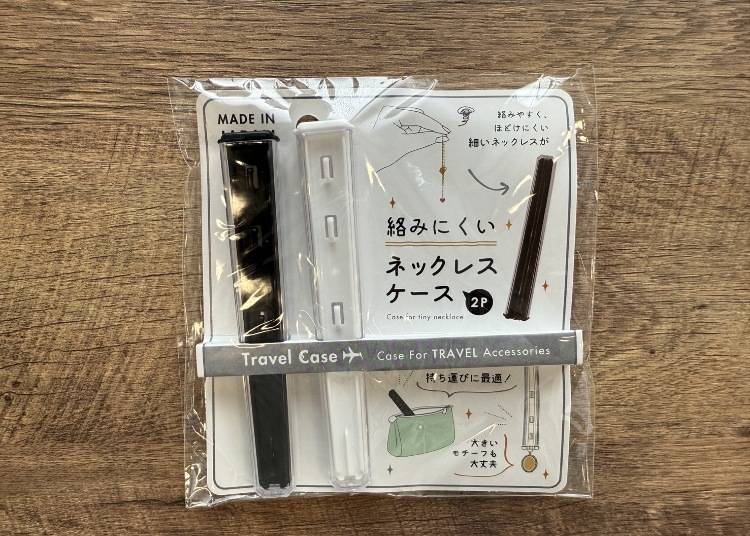 MADE IN
絡みやすく、
ほどけにくい
細いネックレスが
絡みにくい
ネックレス
ケース 2P
Case for tiny necklace
Travel Case Case For TRAVEL Accessories
持ち運びに最適!
大きい
モチーフも
大丈夫